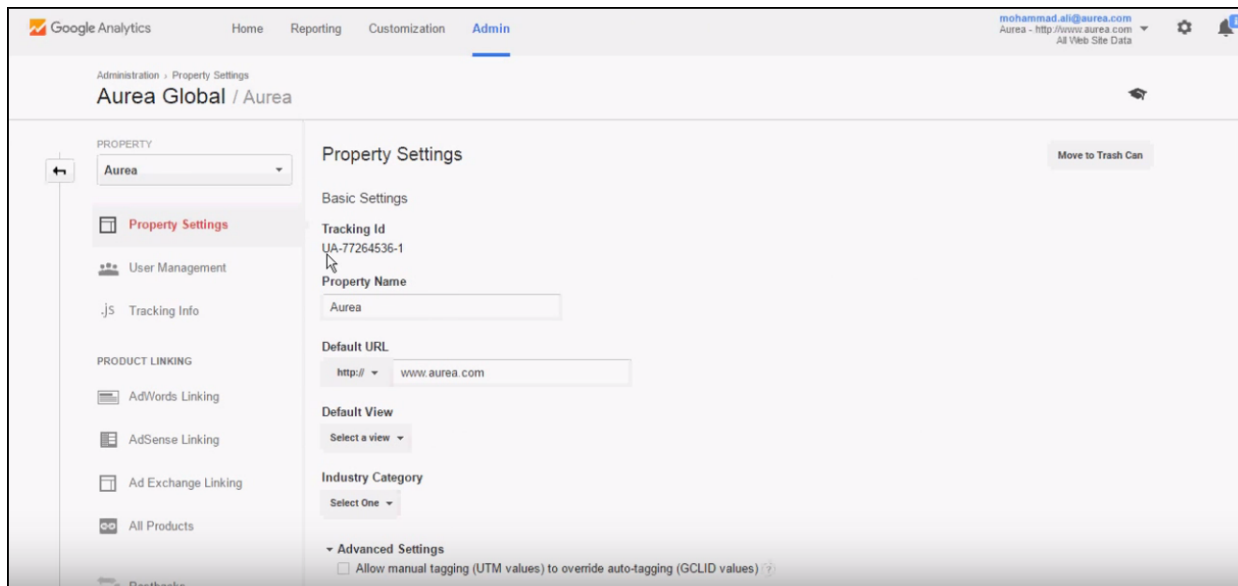 Google Analytics
Home Reporting Customization Admin
mohammad.ali@aurea.com
Aurea - http://www.aurea.com
All Web Site Data
Administration › Property Settings
Aurea Global / Aurea
PROPERTY
Aurea
Property Settings
User Management
.js Tracking Info
PRODUCT LINKING
AdWords Linking
AdSense Linking
Ad Exchange Linking
All Products
Postbacks
Property Settings
Move to Trash Can
Basic Settings
Tracking Id
UA-77264536-1
Property Name
Aurea
Default URL
http:// www.aurea.com
Default View
Select a view
Industry Category
Select One
Advanced Settings
Allow manual tagging (UTM values) to override auto-tagging (GCLID values) ?